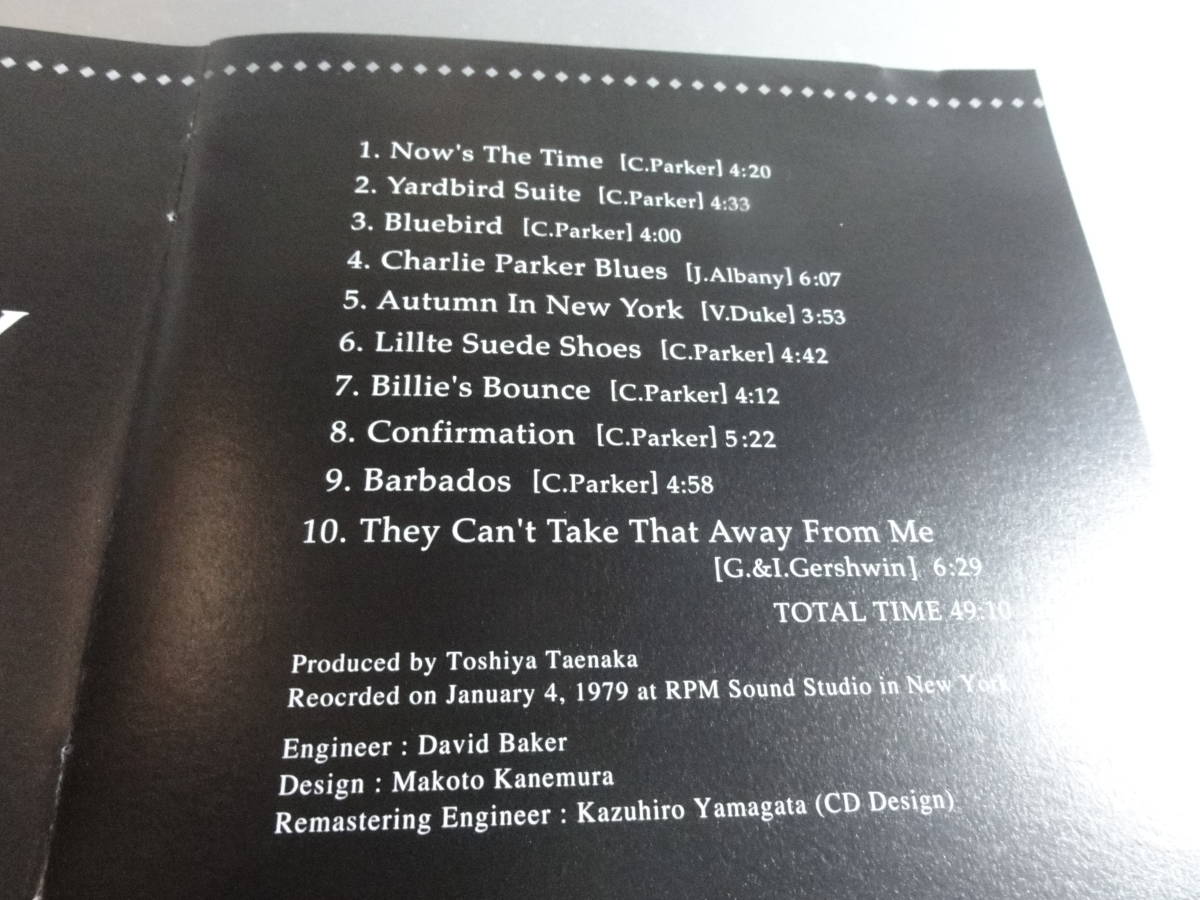 1. Now's The Time [C.Parker] 4:20
2. Yardbird Suite [C.Parker] 4:33
3. Bluebird [C.Parker] 4:00
4. Charlie Parker Blues [J.Albany] 6:07
5. Autumn In New York [V.Duke] 3:53
6. Lillte Suede Shoes [C.Parker] 4:42
7. Billie's Bounce [C.Parker] 4:12
8. Confirmation [C.Parker] 5:22
9. Barbados [C.Parker] 4:58
10. They Can't Take That Away From Me
[G.&I.Gershwin] 6:29
TOTAL TIME 49:10
Produced by Toshiya Taenaka
Reocrded on January 4, 1979 at RPM Sound Studio in New York
Engineer : David Baker
Design : Makoto Kanemura
Remastering Engineer : Kazuhiro Yamagata (CD Design)